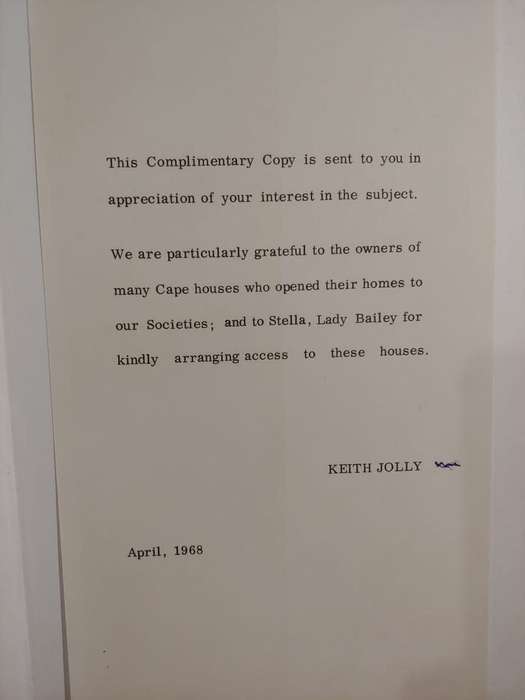 This Complimentary Copy is sent to you in
appreciation of your interest in the subject.
We are particularly grateful to the owners of
many Cape houses who opened their homes to
our Societies; and to Stella, Lady Bailey for
kindly arranging access to these houses.
KEITH JOLLY
April, 1968